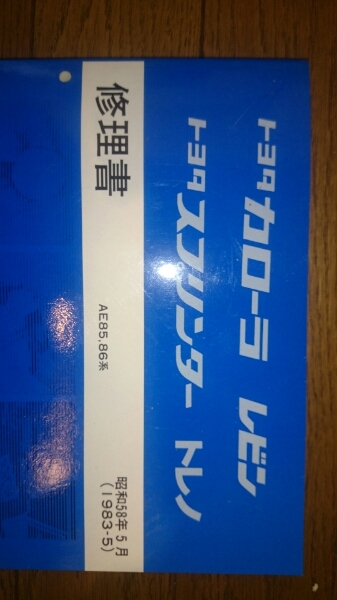 トヨタ カローラ レビン
トヨタ スプリンター トレノ
修理書
AE85,86系
昭和58年5月
(1983-5)